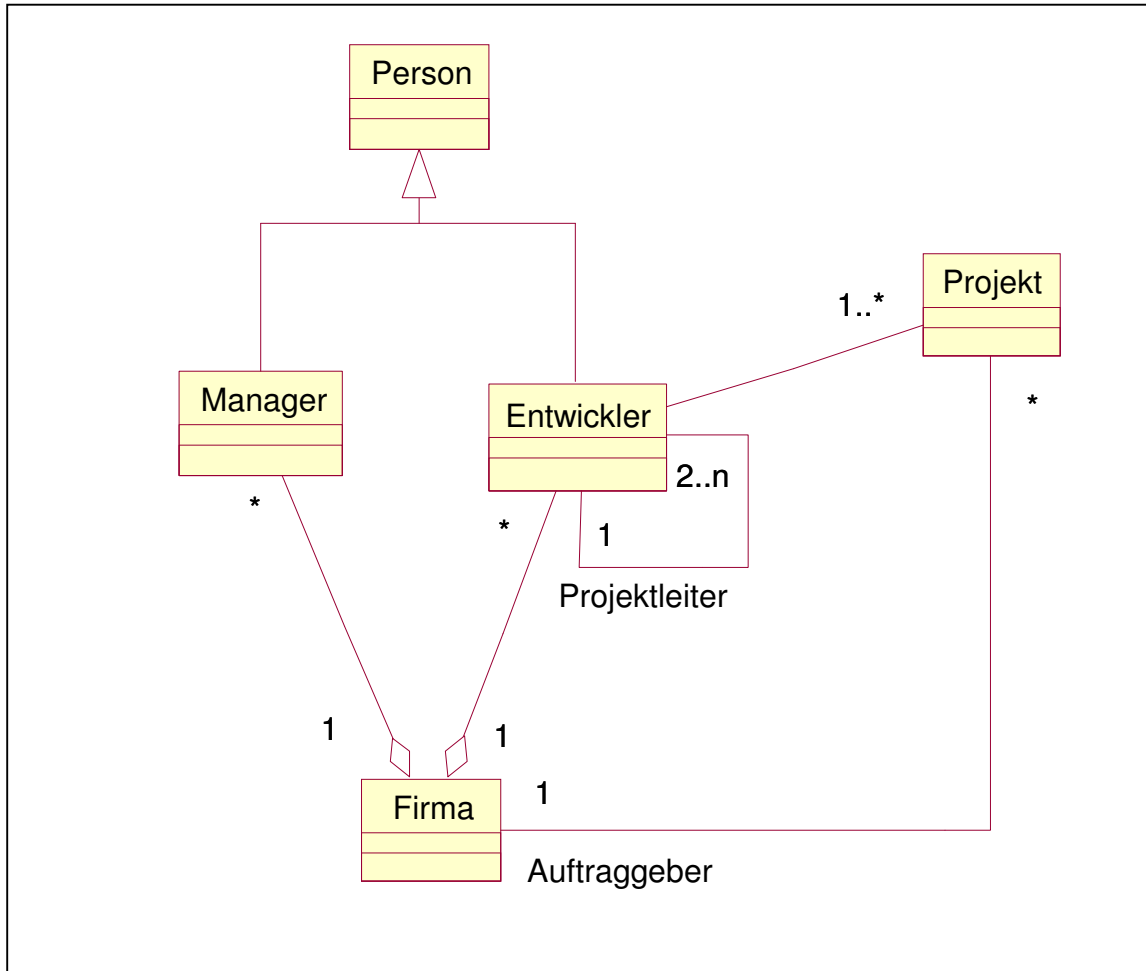 Person
Projekt
1..*
Manager
*
Entwickler
2..n
*
*
1
Projektleiter
1
1
1
Firma
Auftraggeber